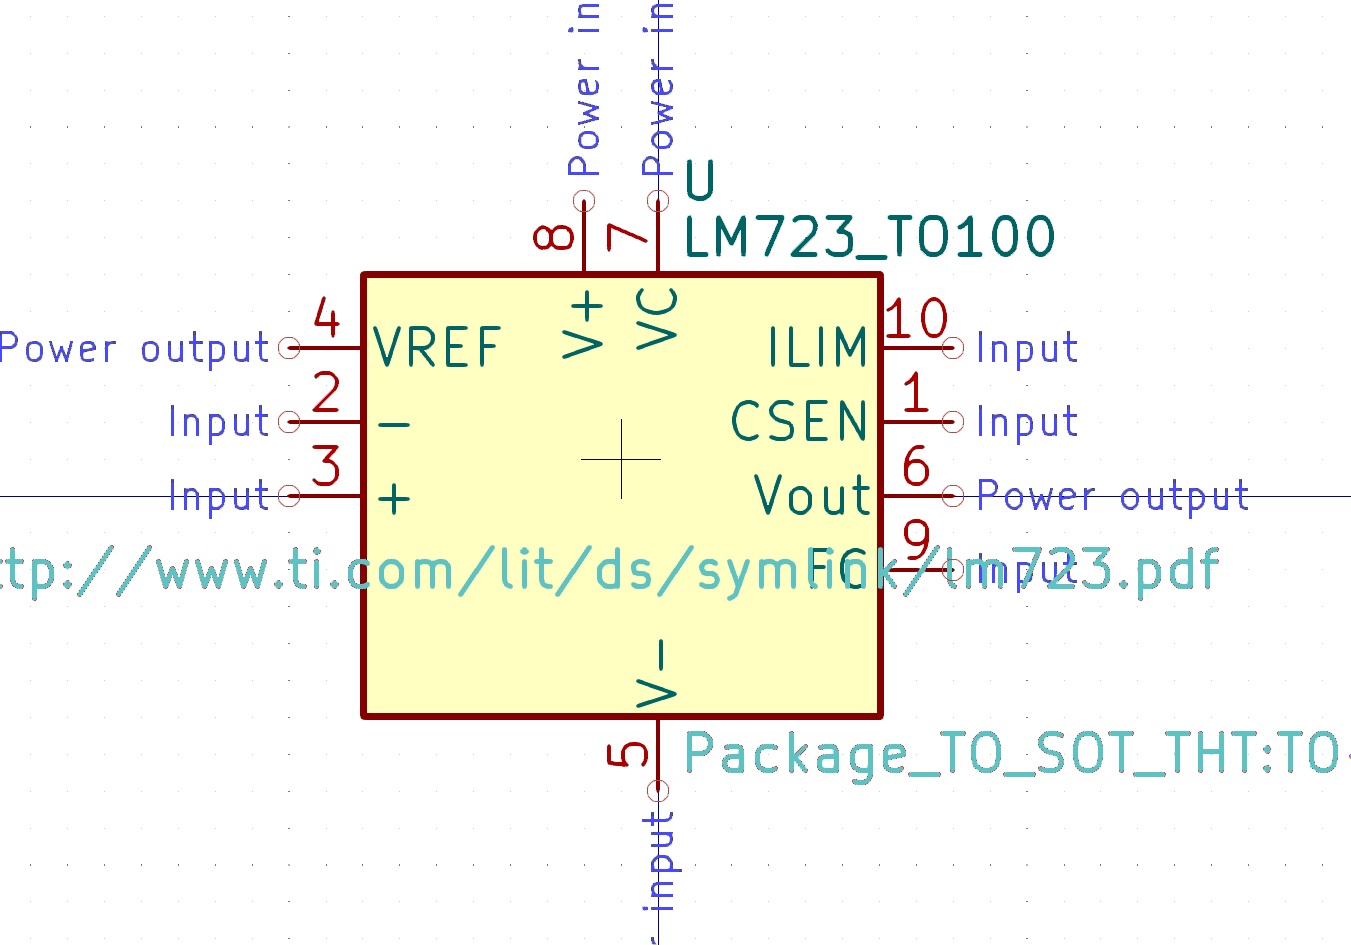 Power in
Power in
U
LM723_TO100
8
7
V+
VC
4
VREF
Power output
2
-
Input
3
+
Input
10
ILIM
Input
1
CSEN
Input
6
Vout
Power output
9
FC
Input
ttp://www.ti.com/lit/ds/symlink/lm723.pdf
V-
5
Package_TO_SOT_THT:TO-
r input